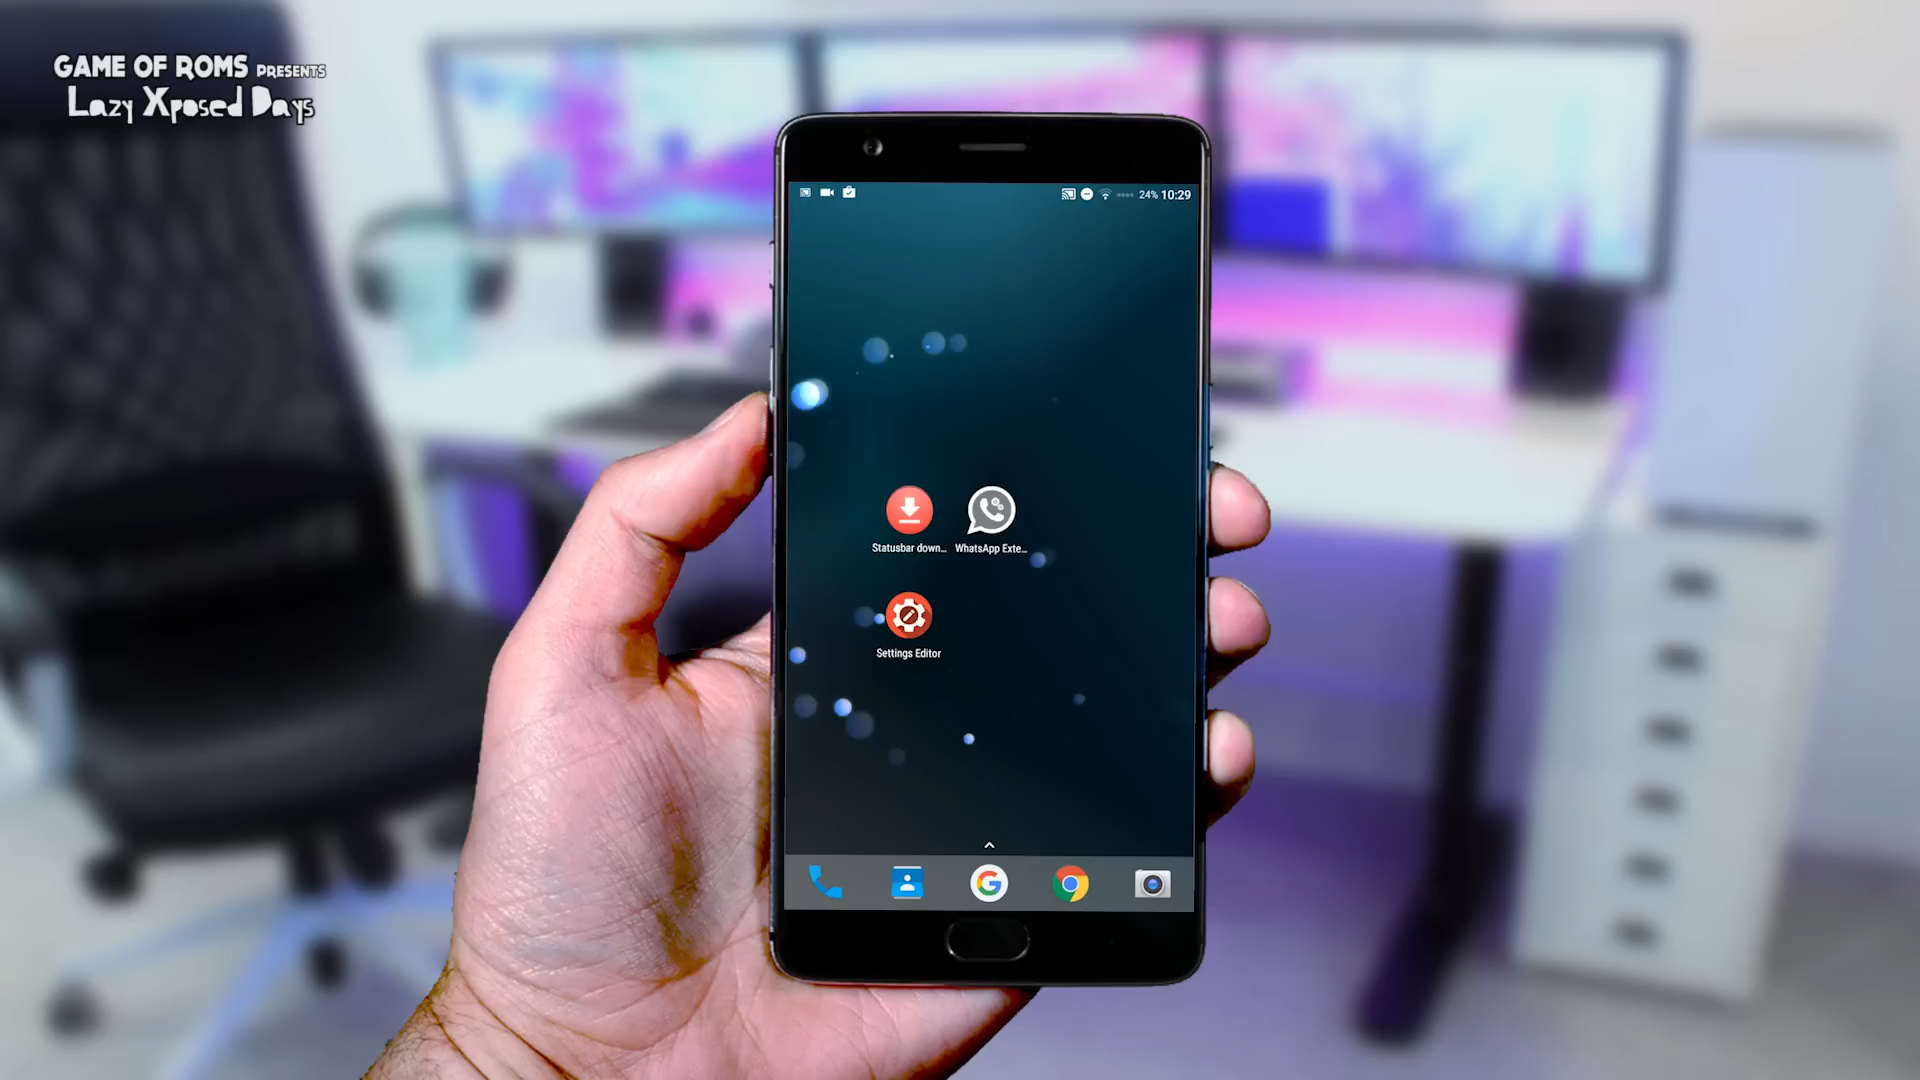 GAME OF ROMS PRESENTS
Lazy Xposed Days
24% 10:29
Statusbar down...
WhatsApp Exte...
Settings Editor